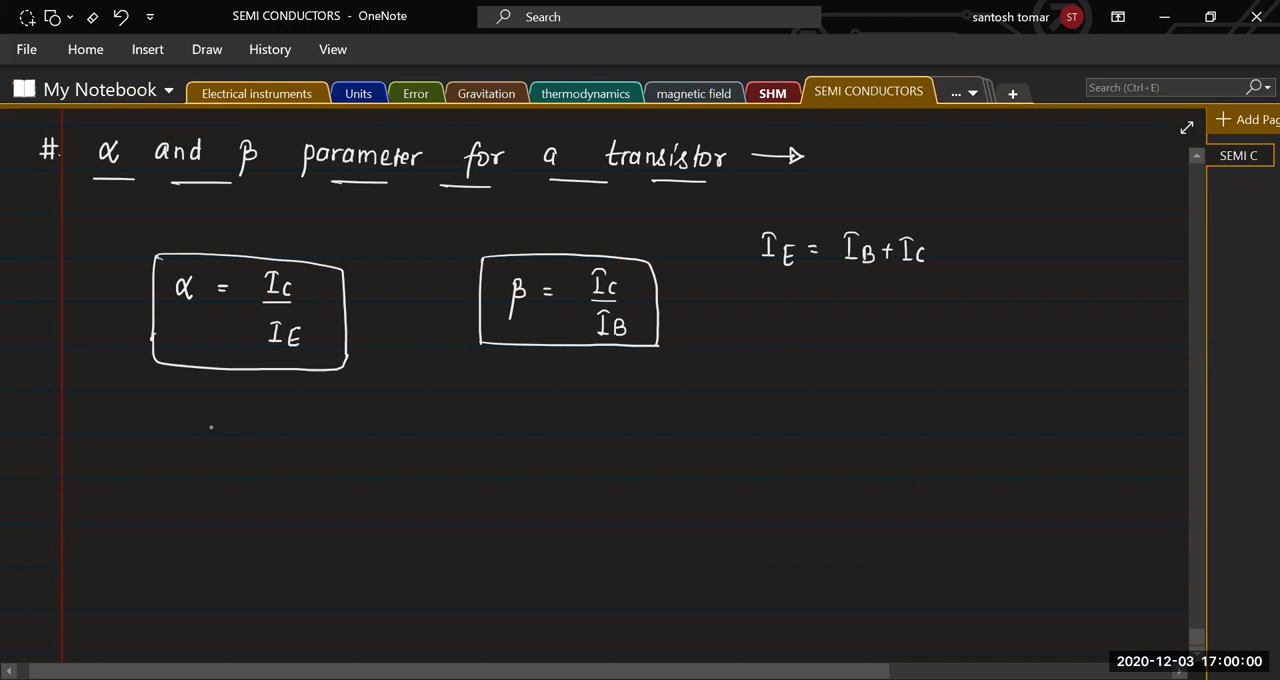 SEMI CONDUCTORS - OneNote
Search
santosh tomar
ST
File Home Insert Draw History View
My Notebook
Electrical instruments
Units
Error
Gravitation
thermodynamics
magnetic field
SHM
SEMI CONDUCTORS
...
Search (Ctrl+E)
Add Pag
SEMI C
# α and β parameter for a transistor →
I_E = I_B + I_C
α = I_C / I_E
β = I_C / I_B
2020-12-03 17:00:00